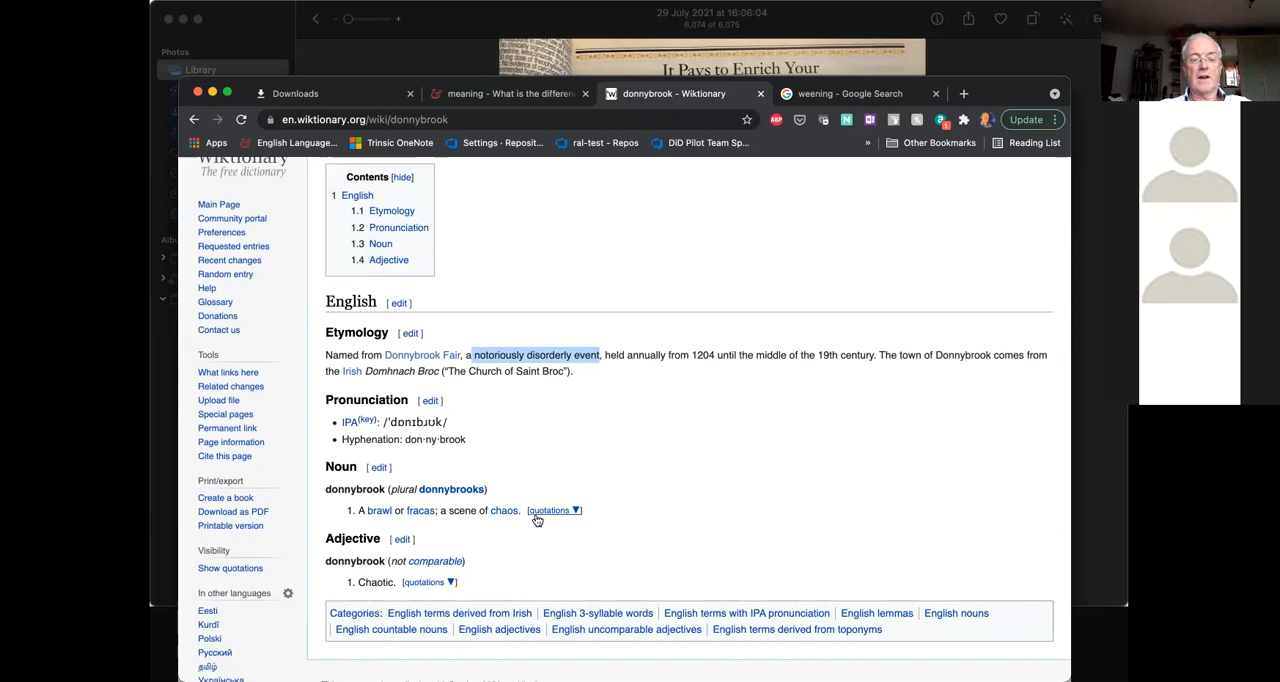 29 July 2021 at 16:06:04
6,074 of 6,075
Photos
Library
It Pays to Enrich Your
Downloads
meaning - What is the differen
donnybrook - Wiktionary
weening - Google Search
en.wiktionary.org/wiki/donnybrook
Update
Apps
English Language...
Trinsic OneNote
Settings - Reposit...
ral-test - Repos
DiD Pilot Team Sp...
»
Other Bookmarks
Reading List
Wiktionary
The free dictionary
Main Page
Community portal
Preferences
Requested entries
Recent changes
Random entry
Help
Glossary
Donations
Contact us
Tools
What links here
Related changes
Upload file
Special pages
Permanent link
Page information
Cite this page
Print/export
Create a book
Download as PDF
Printable version
Visibility
Show quotations
In other languages
Eesti
Kurdî
Polski
Русский
தமிழ்
Українська
Contents [hide]
1 English
1.1 Etymology
1.2 Pronunciation
1.3 Noun
1.4 Adjective
English [ edit ]
Etymology [ edit ]
Named from Donnybrook Fair, a notoriously disorderly event, held annually from 1204 until the middle of the 19th century. The town of Donnybrook comes from
the Irish Domhnach Broc (“The Church of Saint Broc”).
Pronunciation [ edit ]
• IPA(key): /ˈdɒnɪbɹʊk/
• Hyphenation: don·ny·brook
Noun [ edit ]
donnybrook (plural donnybrooks)
1. A brawl or fracas; a scene of chaos. [quotations ▼]
Adjective [ edit ]
donnybrook (not comparable)
1. Chaotic. [quotations ▼]
Categories: English terms derived from Irish | English 3-syllable words | English terms with IPA pronunciation | English lemmas | English nouns
| English countable nouns | English adjectives | English uncomparable adjectives | English terms derived from toponyms